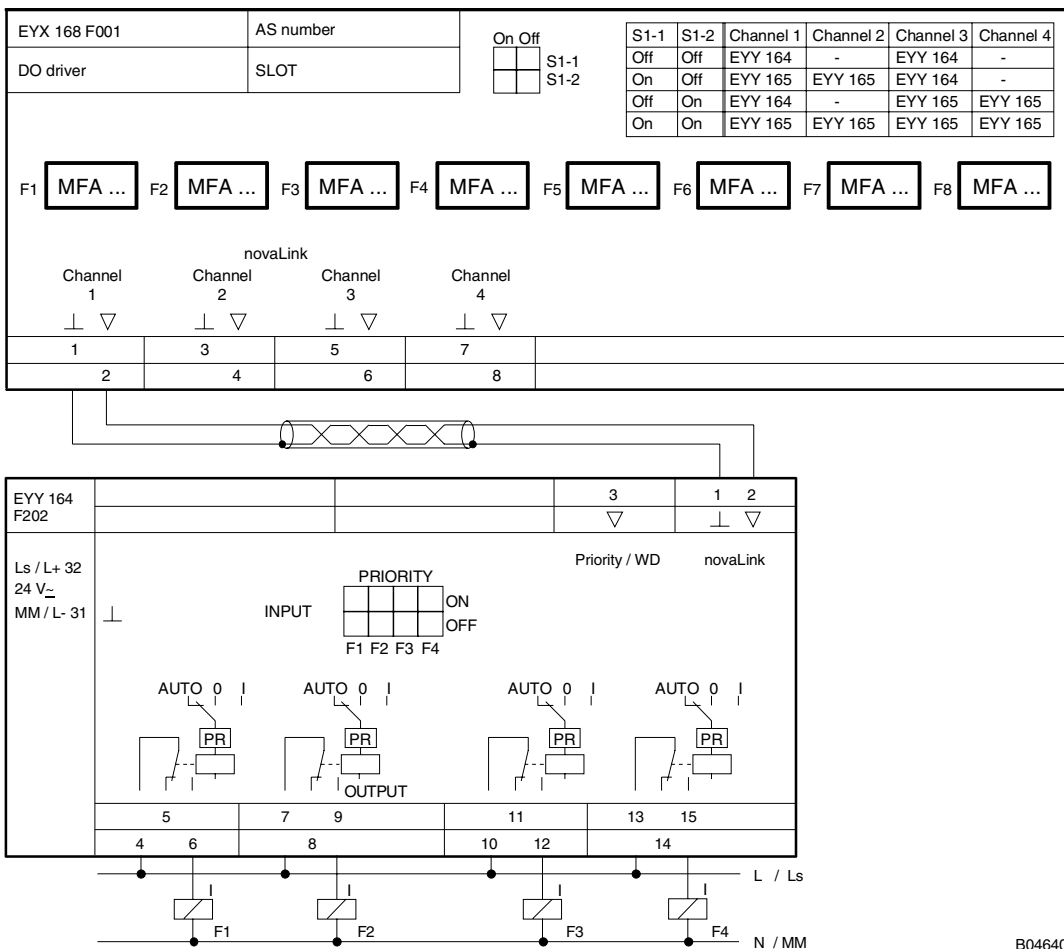 EYX 168 F001 AS number
DO driver SLOT
On Off
S1-1
S1-2
S1-1 S1-2 Channel 1 Channel 2 Channel 3 Channel 4
Off Off EYY 164 - EYY 164 -
On Off EYY 165 EYY 165 EYY 164 -
Off On EYY 164 - EYY 165 EYY 165
On On EYY 165 EYY 165 EYY 165 EYY 165
F1 MFA ... F2 MFA ... F3 MFA ... F4 MFA ... F5 MFA ... F6 MFA ... F7 MFA ... F8 MFA ...
novaLink
Channel Channel Channel Channel
1 2 3 4
1 3 5 7
2 4 6 8
EYY 164
F202
3 1 2
Ls / L+ 32
24 V~
MM / L- 31
Priority / WD novaLink
PRIORITY
INPUT
ON
OFF
F1 F2 F3 F4
AUTO 0 I AUTO 0 I AUTO 0 I AUTO 0 I
PR PR PR PR
OUTPUT
5 7 9 11 13 15
4 6 8 10 12 14
L / Ls
I I I I
F1 F2 F3 F4
N / MM